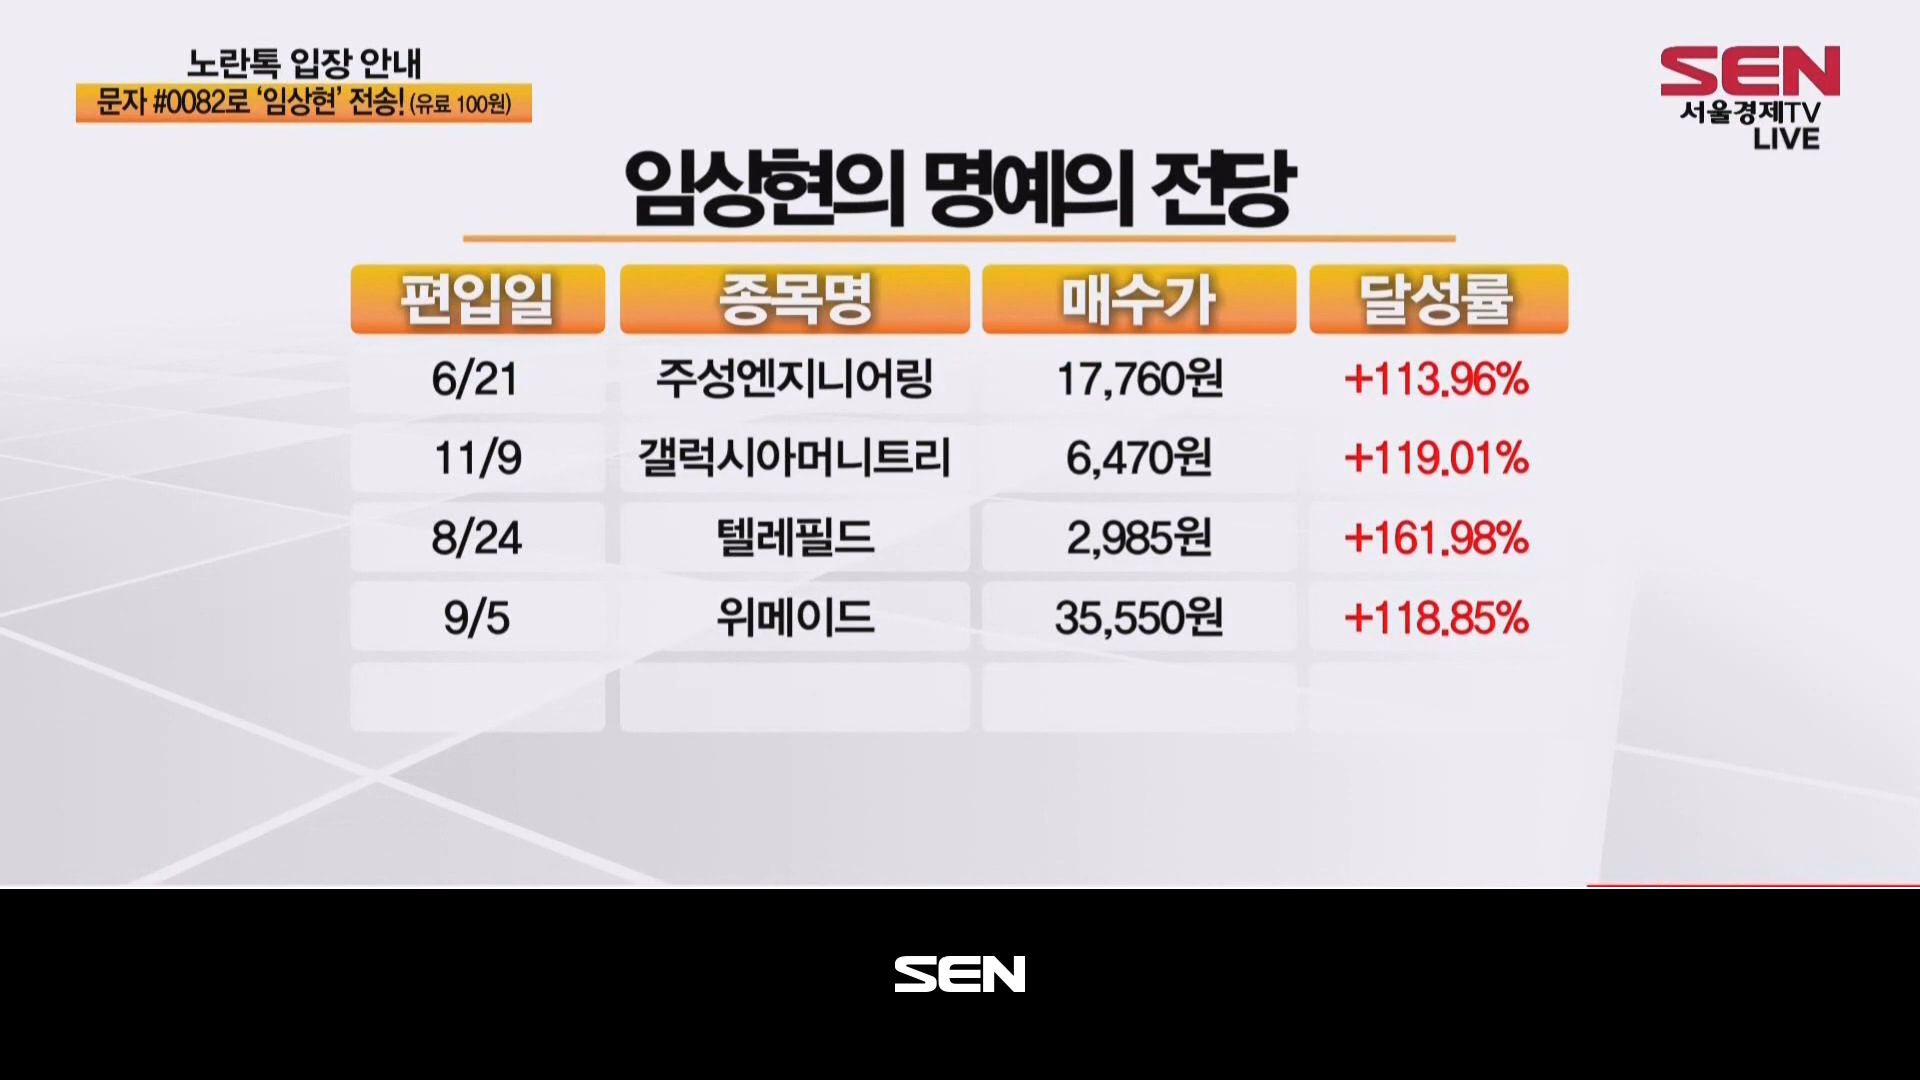 노란톡 입장 안내
문자 #0082로 '임상현' 전송! (유료 100원)
SEN
서울경제TV
LIVE
임상현의 명예의 전당
편입일 종목명 매수가 달성률
6/21 주성엔지니어링 17,760원 +113.96%
11/9 갤럭시아머니트리 6,470원 +119.01%
8/24 텔레필드 2,985원 +161.98%
9/5 위메이드 35,550원 +118.85%
SEN